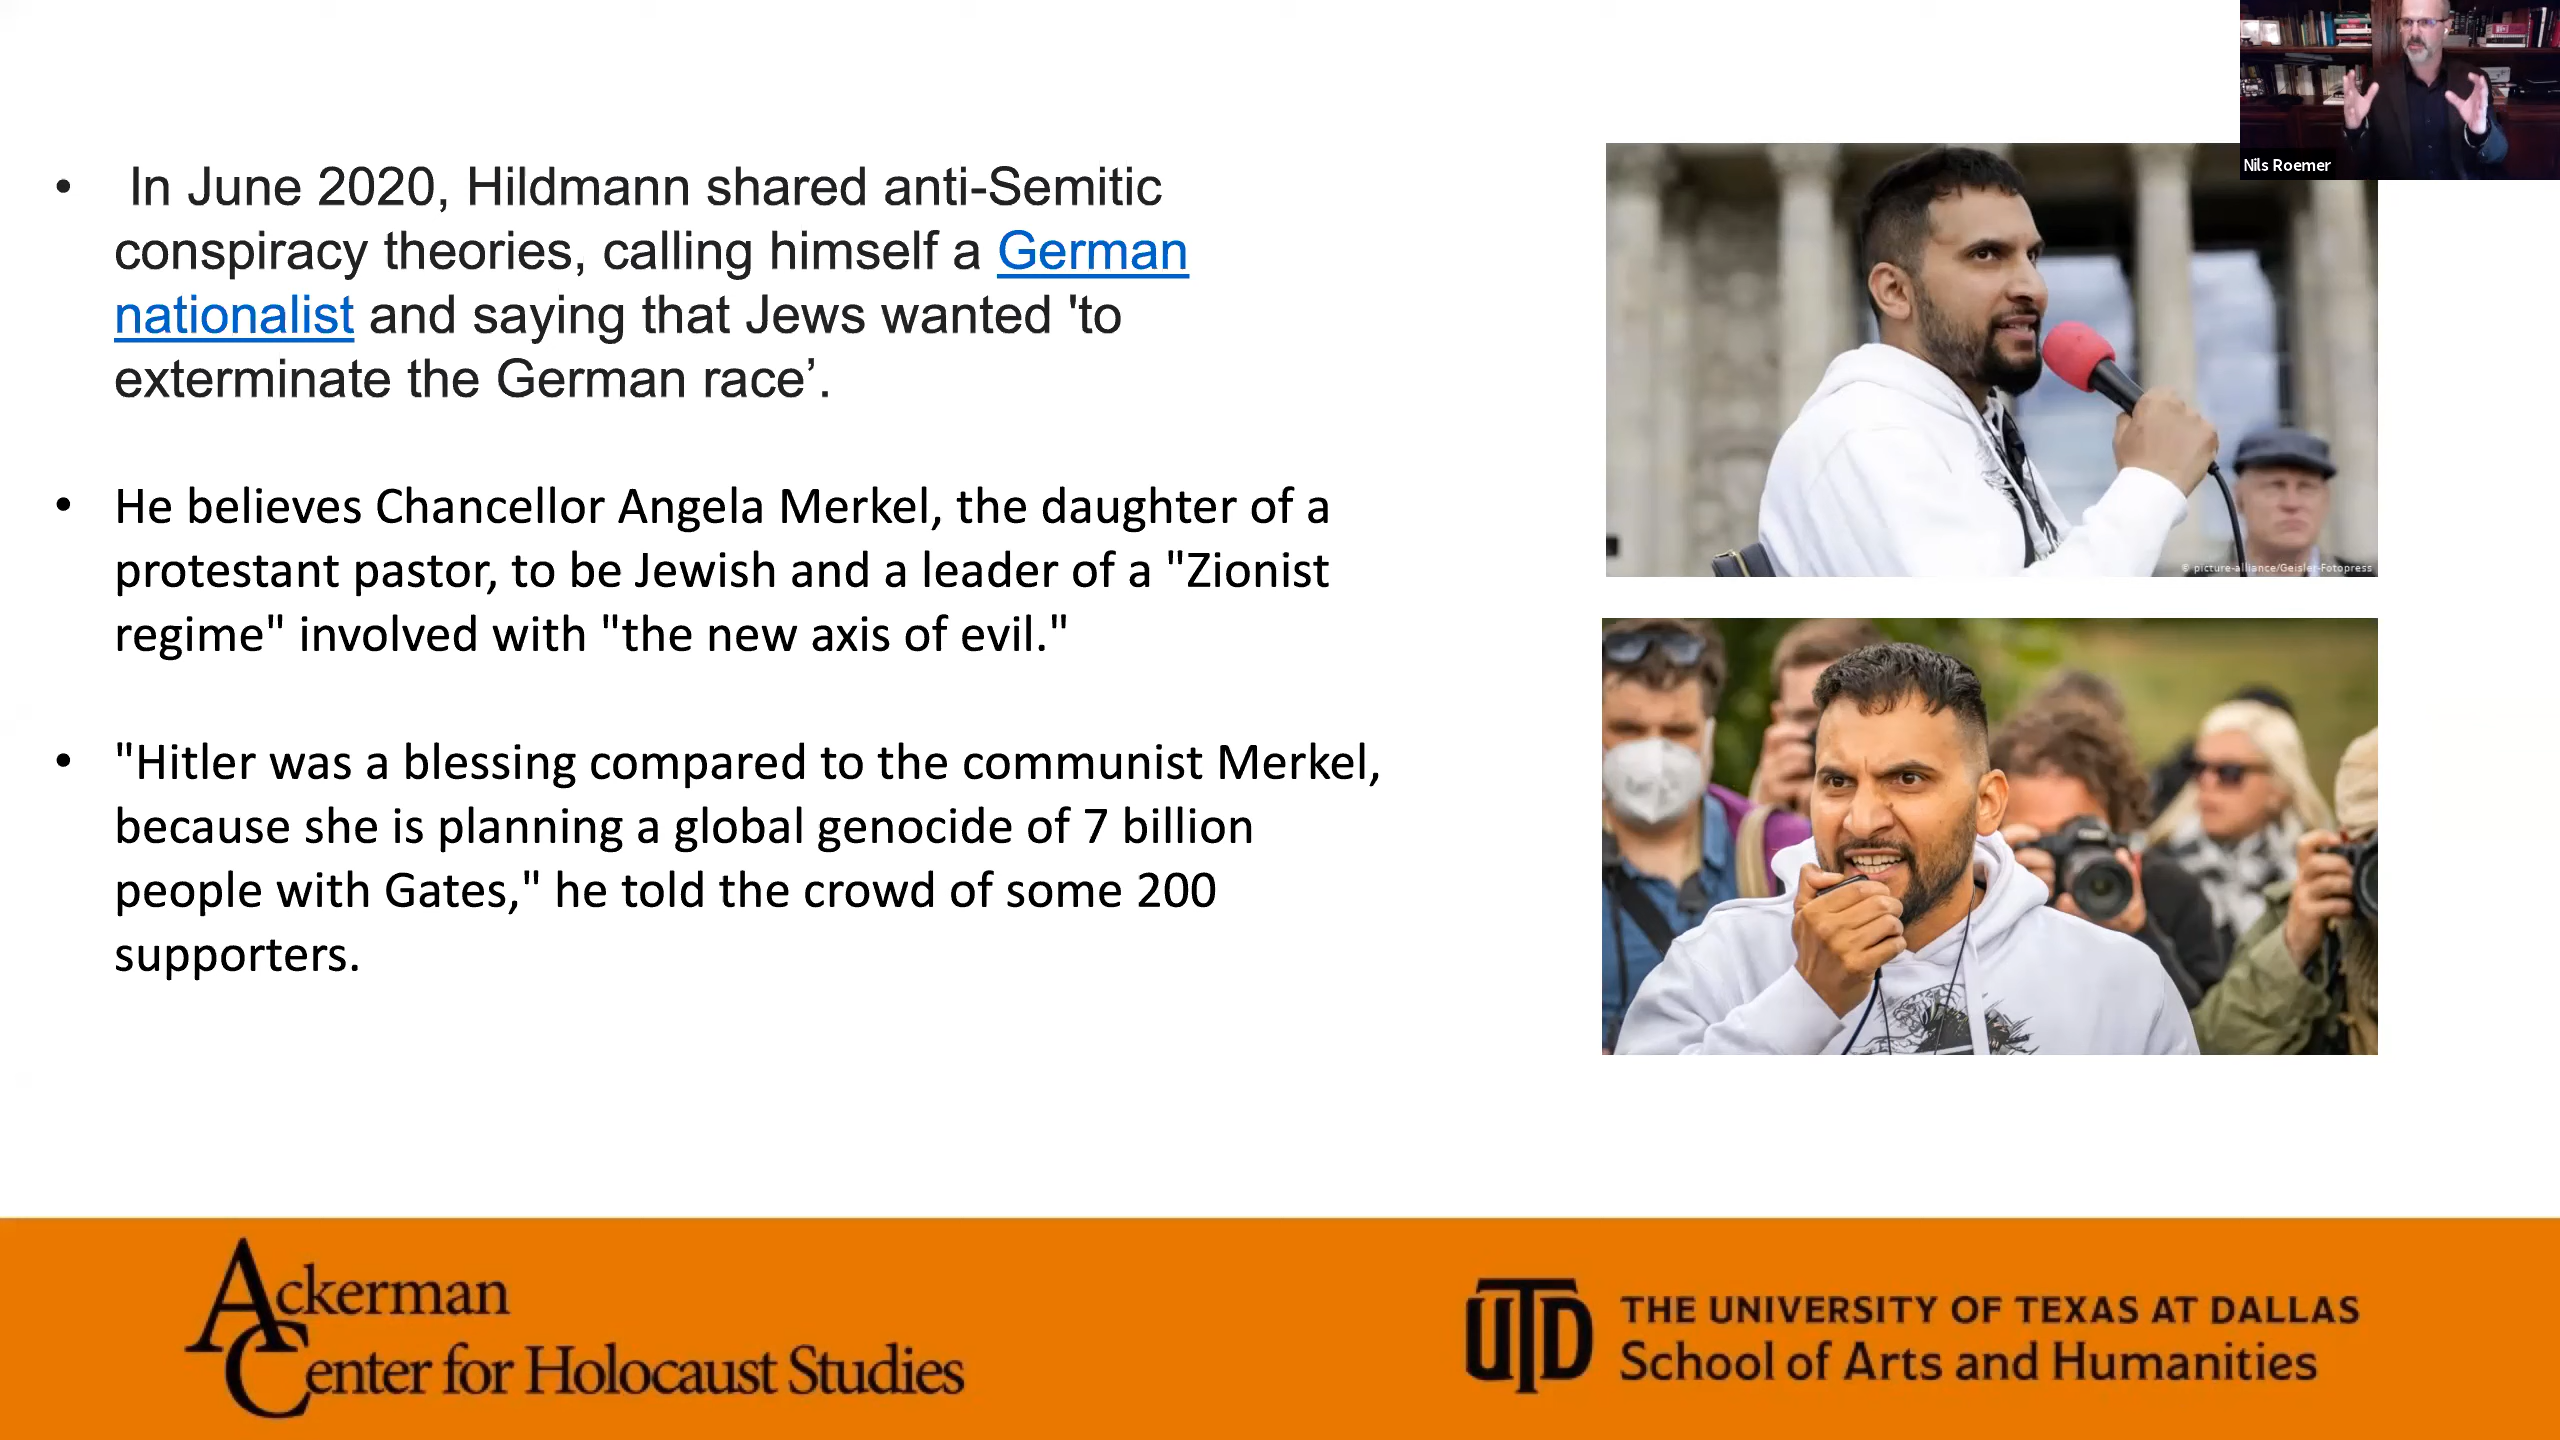 Nils Roemer
• In June 2020, Hildmann shared anti-Semitic
conspiracy theories, calling himself a German
nationalist and saying that Jews wanted 'to
exterminate the German race’.
• He believes Chancellor Angela Merkel, the daughter of a
protestant pastor, to be Jewish and a leader of a "Zionist
regime" involved with "the new axis of evil."
• "Hitler was a blessing compared to the communist Merkel,
because she is planning a global genocide of 7 billion
people with Gates," he told the crowd of some 200
supporters.
© picture-alliance/Geisler-Fotopress
Ackerman
Center for Holocaust Studies
UTD
THE UNIVERSITY OF TEXAS AT DALLAS
School of Arts and Humanities